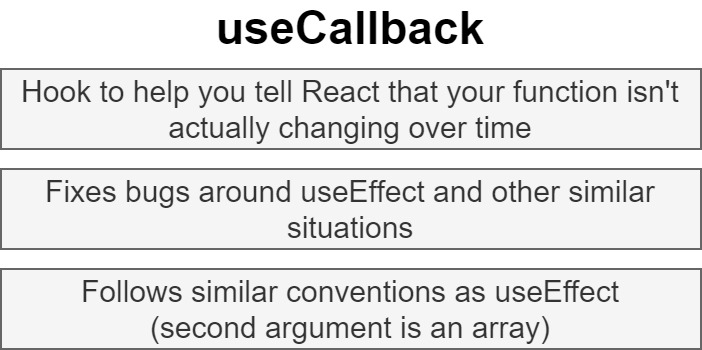 useCallback
Hook to help you tell React that your function isn't
actually changing over time
Fixes bugs around useEffect and other similar
situations
Follows similar conventions as useEffect
(second argument is an array)